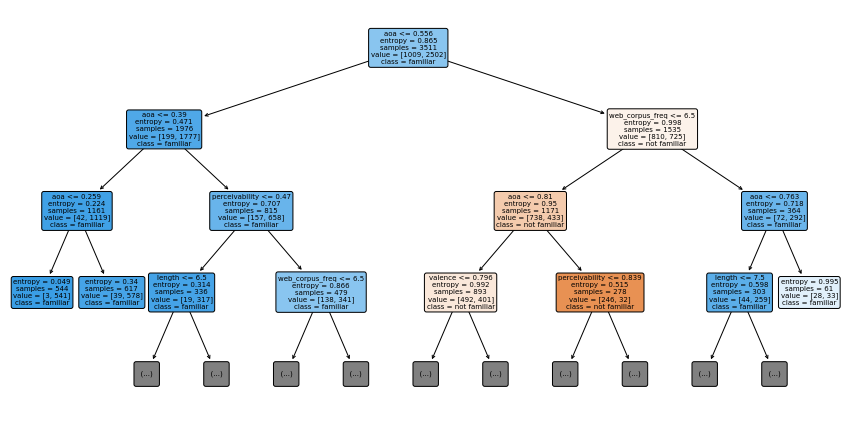 aoa <= 0.556
entropy = 0.865
samples = 3511
value = [1009, 2502]
class = familiar
aoa <= 0.39
entropy = 0.471
samples = 1976
value = [199, 1777]
class = familiar
web_corpus_freq <= 6.5
entropy = 0.998
samples = 1535
value = [810, 725]
class = not familiar
aoa <= 0.259
entropy = 0.224
samples = 1161
value = [42, 1119]
class = familiar
perceivability <= 0.47
entropy = 0.707
samples = 815
value = [157, 658]
class = familiar
aoa <= 0.81
entropy = 0.95
samples = 1171
value = [738, 433]
class = not familiar
aoa <= 0.763
entropy = 0.718
samples = 364
value = [72, 292]
class = familiar
entropy = 0.049
samples = 544
value = [3, 541]
class = familiar
entropy = 0.34
samples = 617
value = [39, 578]
class = familiar
length <= 6.5
entropy = 0.314
samples = 336
value = [19, 317]
class = familiar
web_corpus_freq <= 6.5
entropy = 0.866
samples = 479
value = [138, 341]
class = familiar
valence <= 0.796
entropy = 0.992
samples = 893
value = [492, 401]
class = not familiar
perceivability <= 0.839
entropy = 0.515
samples = 278
value = [246, 32]
class = not familiar
length <= 7.5
entropy = 0.598
samples = 303
value = [44, 259]
class = familiar
entropy = 0.995
samples = 61
value = [28, 33]
class = familiar
(...)
(...)
(...)
(...)
(...)
(...)
(...)
(...)
(...)
(...)